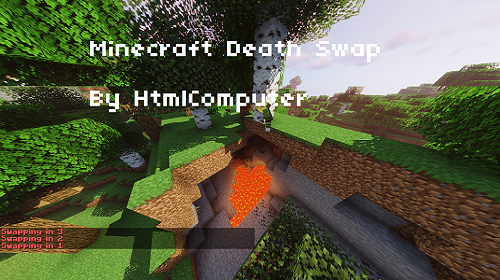 Minecraft Death Swap
By HtmlComputer
Swapping in 3
Swapping in 2
Swapping in 1